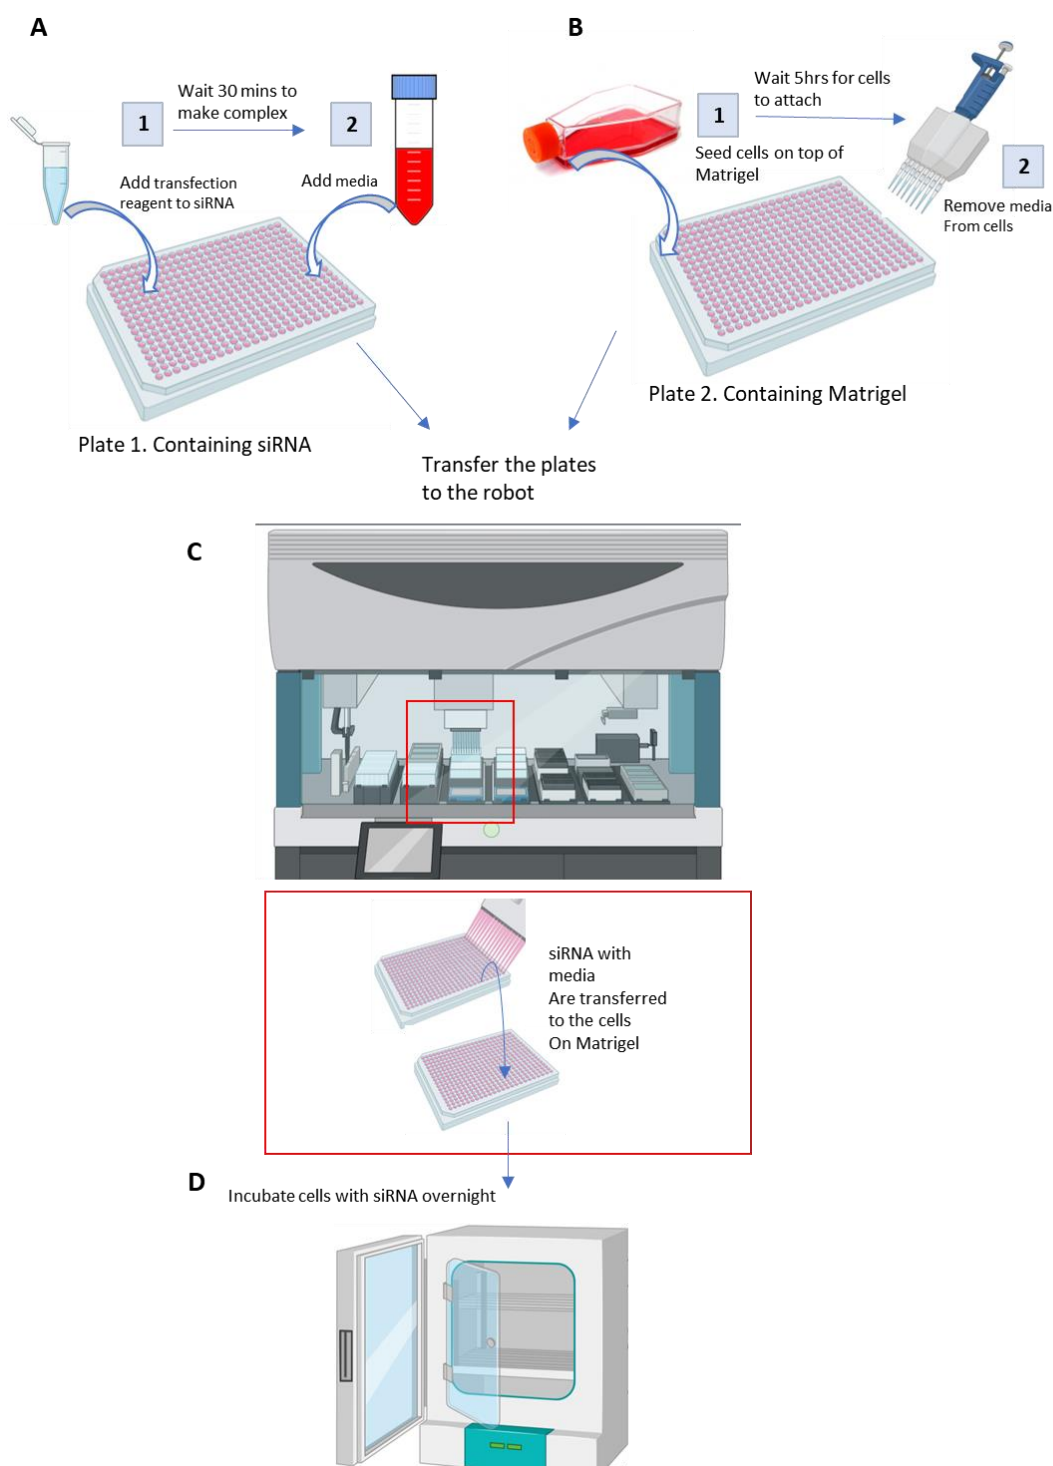 A
Wait 30 mins to
make complex
1
2
Add transfection
reagent to siRNA
Add media
Plate 1. Containing siRNA
B
Wait 5hrs for cells
to attach
1
Seed cells on top of
Matrigel
2
Remove media
From cells
Plate 2. Containing Matrigel
Transfer the plates
to the robot
C
siRNA with
media
Are transferred
to the cells
On Matrigel
D
Incubate cells with siRNA overnight